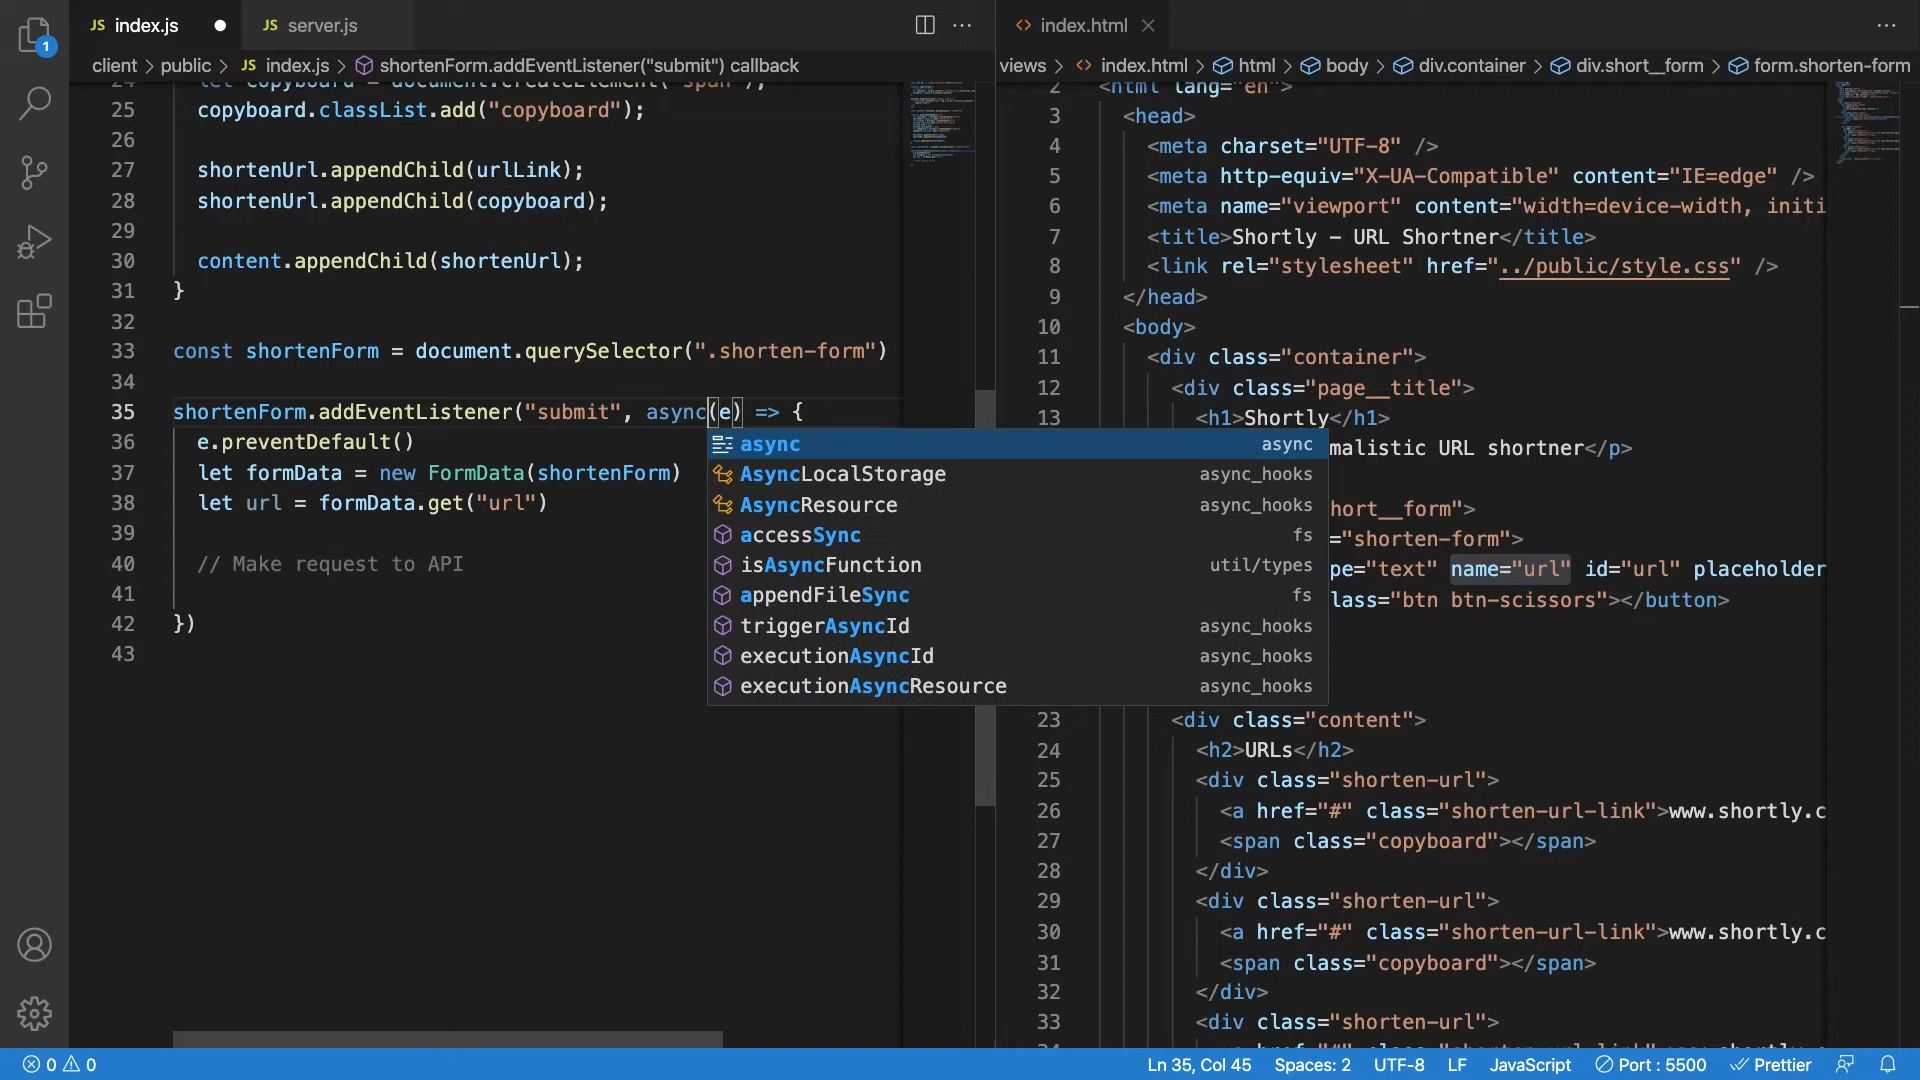 JS index.js
JS server.js
index.html
client > public > JS index.js > shortenForm.addEventListener("submit") callback
views > index.html > html > body > div.container > div.short__form > form.shorten-form
1
25 copyboard.classList.add("copyboard");
26
27 shortenUrl.appendChild(urlLink);
28 shortenUrl.appendChild(copyboard);
29
30 content.appendChild(shortenUrl);
31 }
32
33 const shortenForm = document.querySelector(".shorten-form")
34
35 shortenForm.addEventListener("submit", async(e) => {
36 e.preventDefault()
37 let formData = new FormData(shortenForm)
38 let url = formData.get("url")
39
40 // Make request to API
41
42 })
43
async async
AsyncLocalStorage async_hooks
AsyncResource async_hooks
accessSync fs
isAsyncFunction util/types
appendFileSync fs
triggerAsyncId async_hooks
executionAsyncId async_hooks
executionAsyncResource async_hooks
2 <html lang="en">
3 <head>
4 <meta charset="UTF-8" />
5 <meta http-equiv="X-UA-Compatible" content="IE=edge" />
6 <meta name="viewport" content="width=device-width, initi
7 <title>Shortly - URL Shortner</title>
8 <link rel="stylesheet" href="../public/style.css" />
9 </head>
10 <body>
11 <div class="container">
12 <div class="page__title">
13 <h1>Shortly</h1>
malistic URL shortner</p>
hort__form">
="shorten-form">
pe="text" name="url" id="url" placeholder
lass="btn btn-scissors"></button>
23 <div class="content">
24 <h2>URLs</h2>
25 <div class="shorten-url">
26 <a href="#" class="shorten-url-link">www.shortly.c
27 <span class="copyboard"></span>
28 </div>
29 <div class="shorten-url">
30 <a href="#" class="shorten-url-link">www.shortly.c
31 <span class="copyboard"></span>
32 </div>
33 <div class="shorten-url">
0 0
Ln 35, Col 45
Spaces: 2
UTF-8
LF
JavaScript
Port : 5500
Prettier